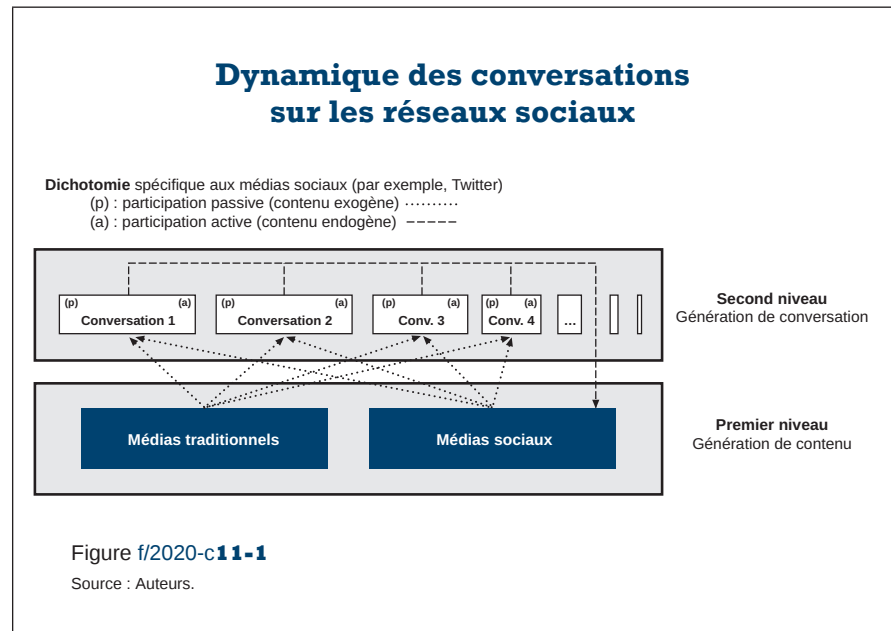 Dynamique des conversations
sur les réseaux sociaux
Dichotomie spécifique aux médias sociaux (par exemple, Twitter)
(p) : participation passive (contenu exogène) ..........
(a) : participation active (contenu endogène) –––––
(p) (a)
Conversation 1
(p) (a)
Conversation 2
(p) (a)
Conv. 3
(p) (a)
Conv. 4
...
Second niveau
Génération de conversation
Médias traditionnels
Médias sociaux
Premier niveau
Génération de contenu
Figure f/2020-c11-1
Source : Auteurs.